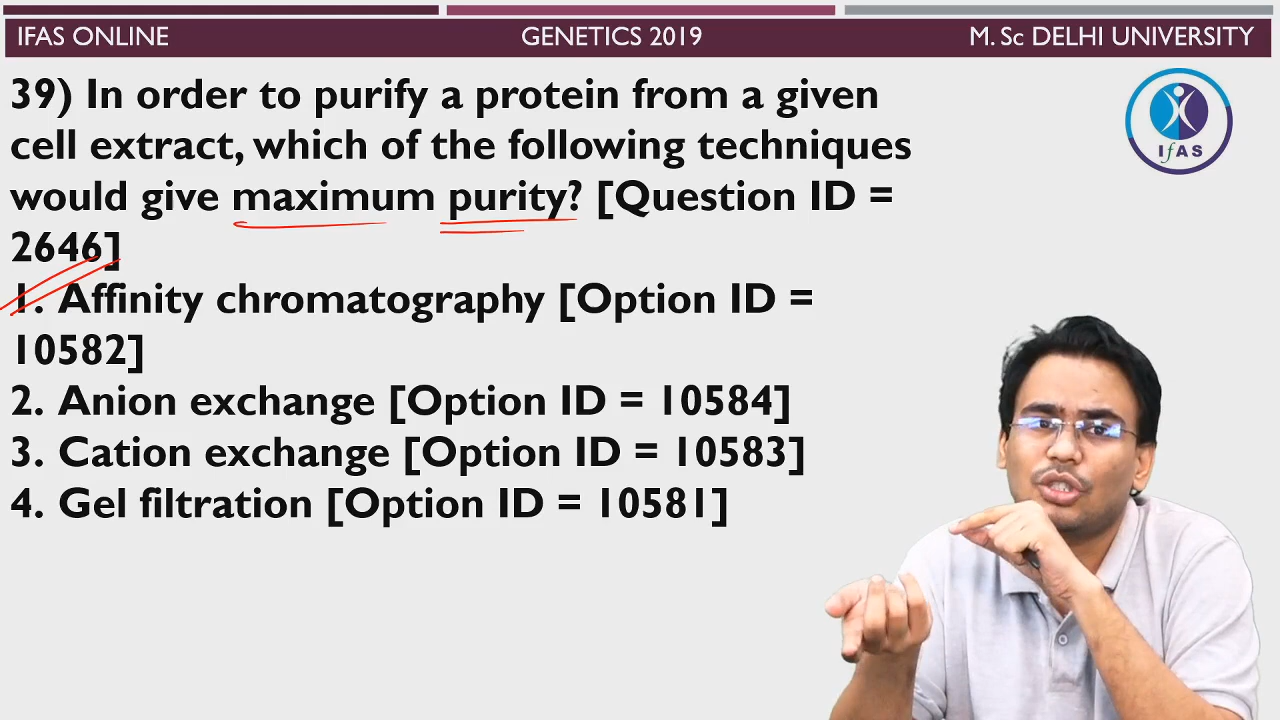 IFAS ONLINE GENETICS 2019 M. Sc DELHI UNIVERSITY
39) In order to purify a protein from a given
cell extract, which of the following techniques
would give maximum purity? [Question ID =
2646]
1. Affinity chromatography [Option ID =
10582]
2. Anion exchange [Option ID = 10584]
3. Cation exchange [Option ID = 10583]
4. Gel filtration [Option ID = 10581]
IfAS